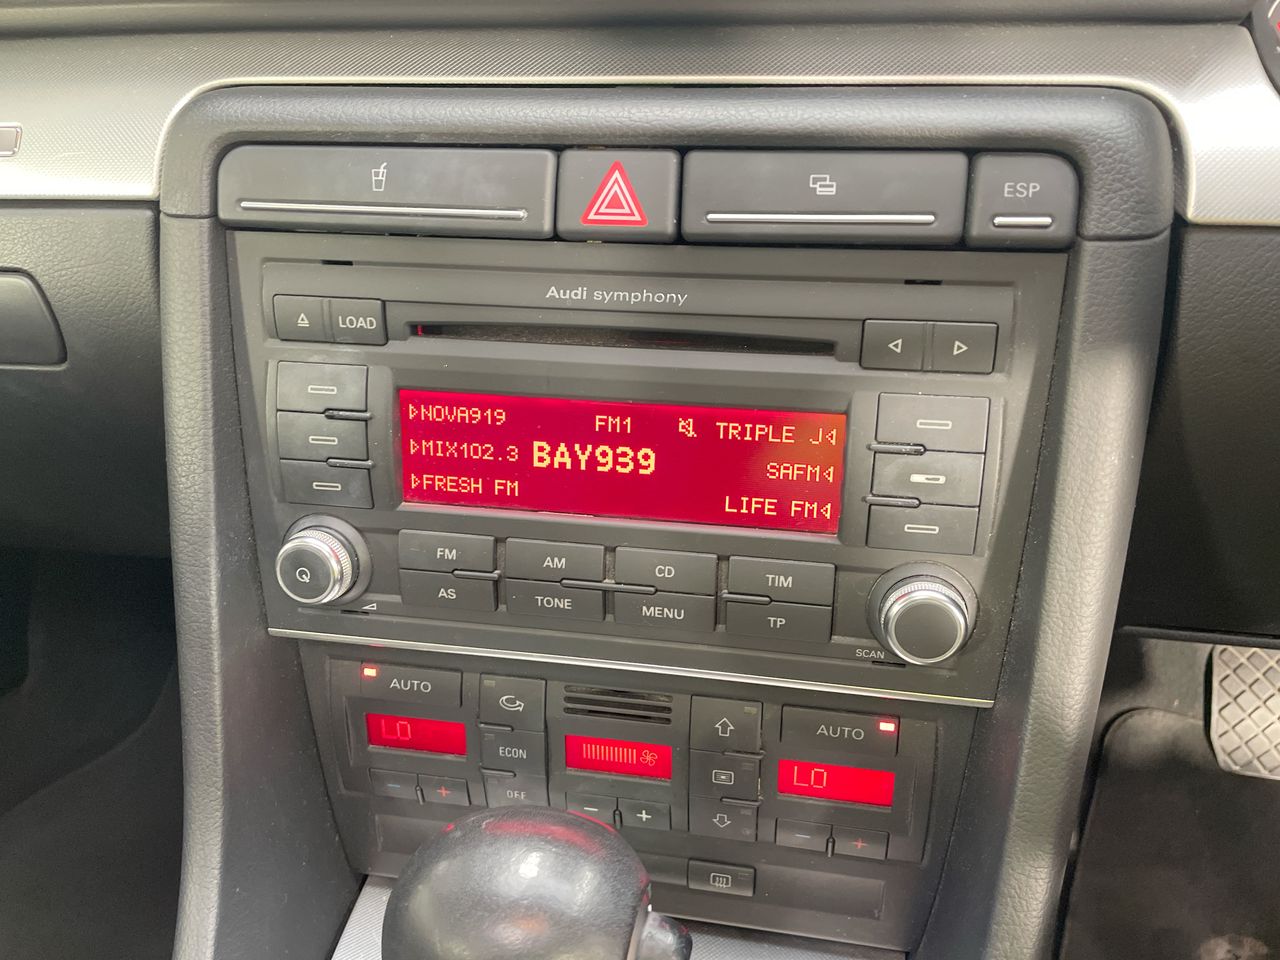 ESP
Audi symphony
LOAD
NOVA919 FM1 TRIPLE J
MIX102.3 BAY939 SAFM
FRESH FM LIFE FM
FM AM CD TIM
AS TONE MENU TP
SCAN
AUTO AUTO
LO ECON LO
OFF